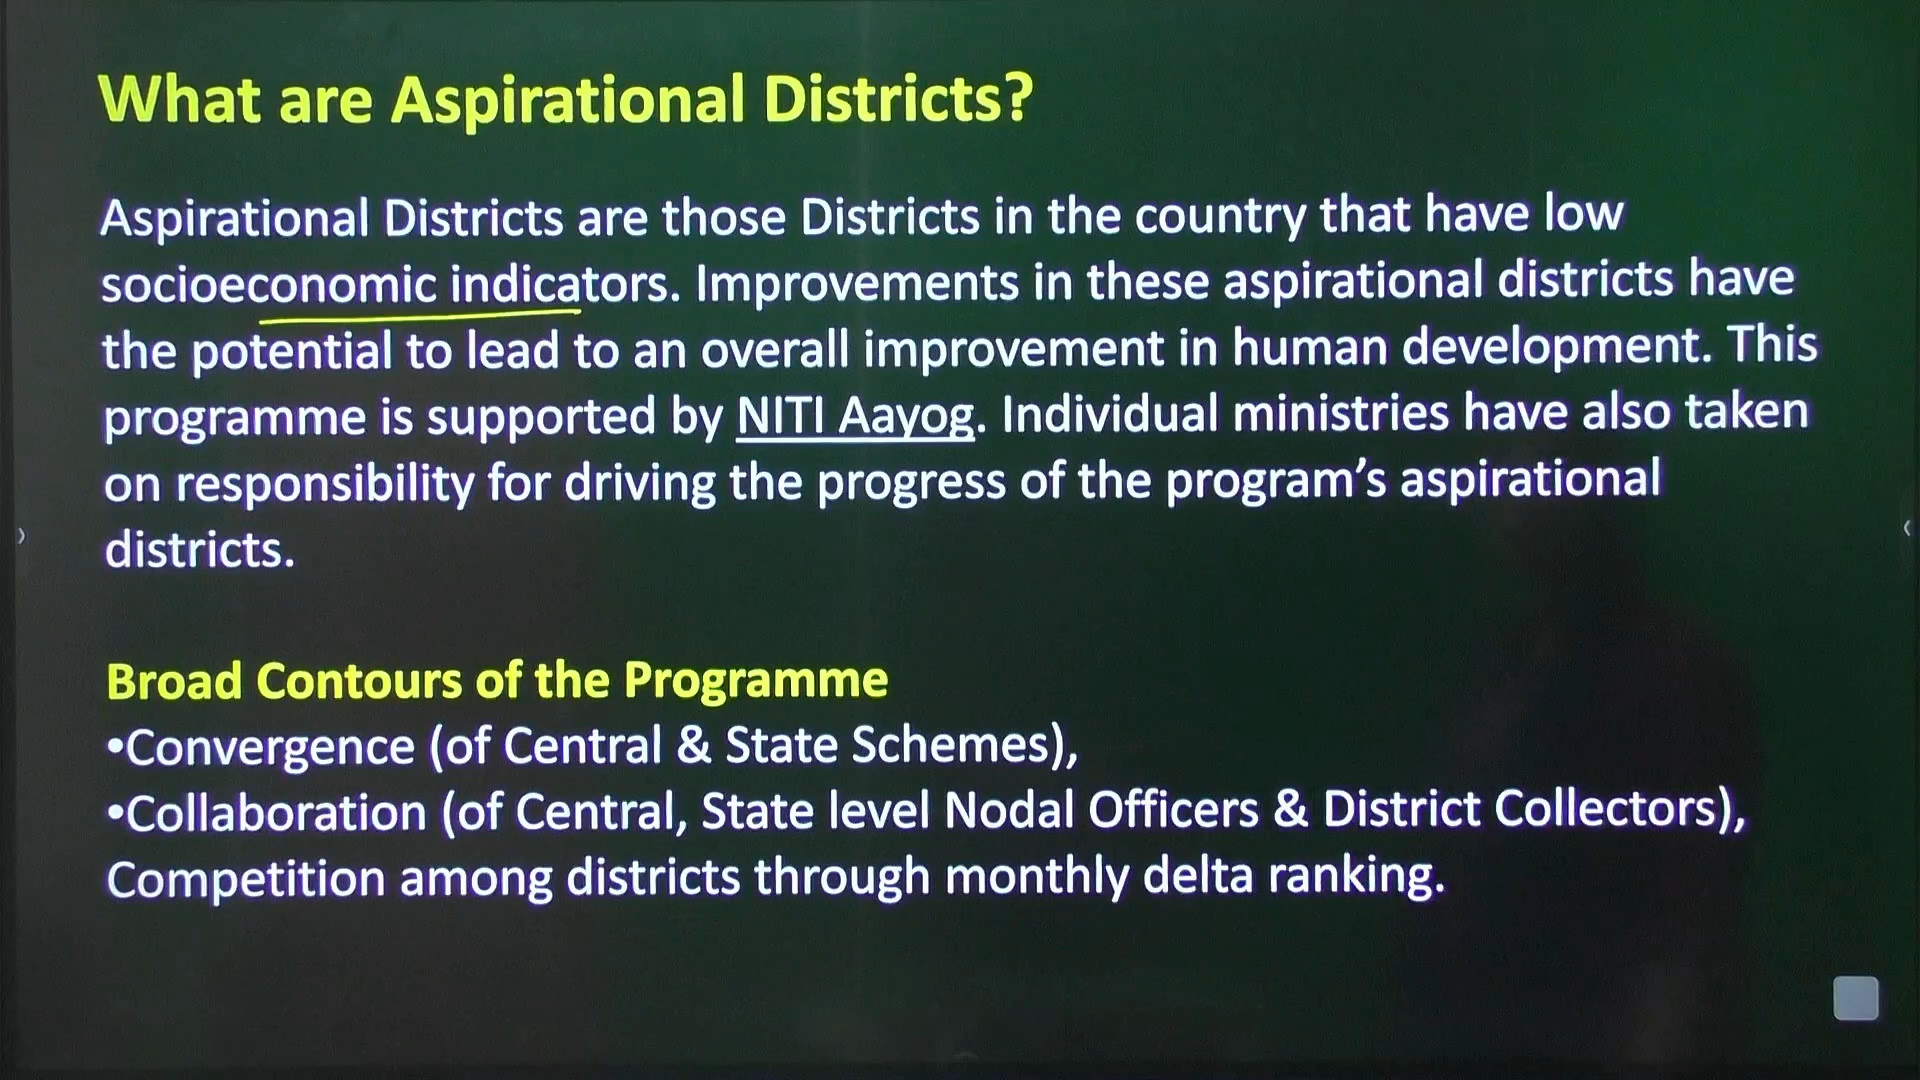 What are Aspirational Districts?
Aspirational Districts are those Districts in the country that have low
socioeconomic indicators. Improvements in these aspirational districts have
the potential to lead to an overall improvement in human development. This
programme is supported by NITI Aayog. Individual ministries have also taken
on responsibility for driving the progress of the program’s aspirational
districts.
Broad Contours of the Programme
•Convergence (of Central & State Schemes),
•Collaboration (of Central, State level Nodal Officers & District Collectors),
Competition among districts through monthly delta ranking.